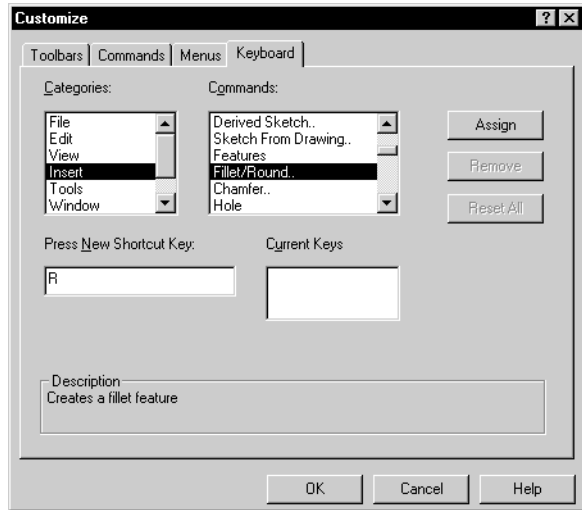 Customize
Toolbars Commands Menus Keyboard
Categories: Commands:
File
Edit
View
Insert
Tools
Window
Derived Sketch..
Sketch From Drawing..
Features
Fillet/Round..
Chamfer..
Hole
Assign
Remove
Reset All
Press New Shortcut Key: Current Keys
R
Description
Creates a fillet feature
OK Cancel Help